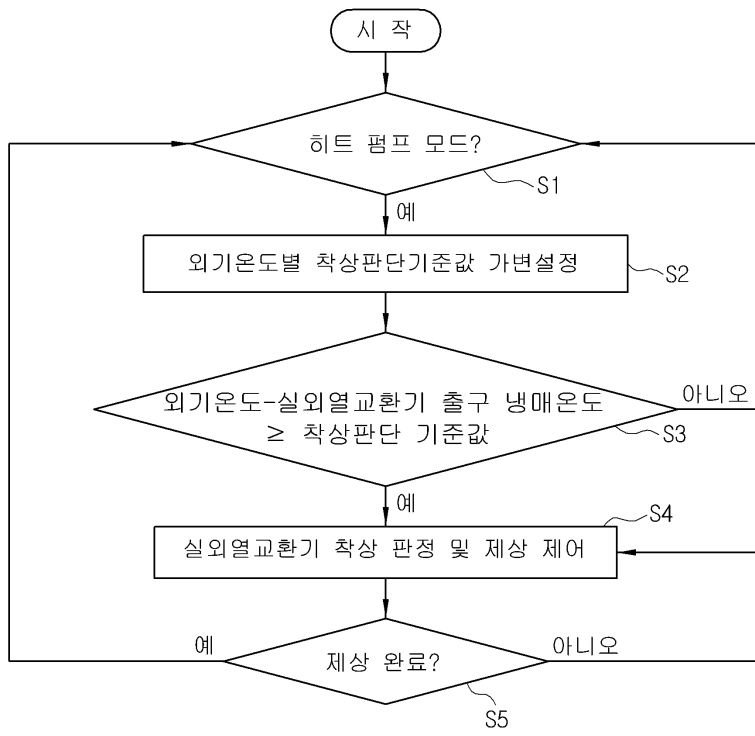 시 작
히트 펌프 모드?
S1
예
외기온도별 착상판단기준값 가변설정
S2
외기온도-실외열교환기 출구 냉매온도
≥ 착상판단 기준값
아니오
S3
예
S4
실외열교환기 착상 판정 및 제상 제어
예
제상 완료?
아니오
S5